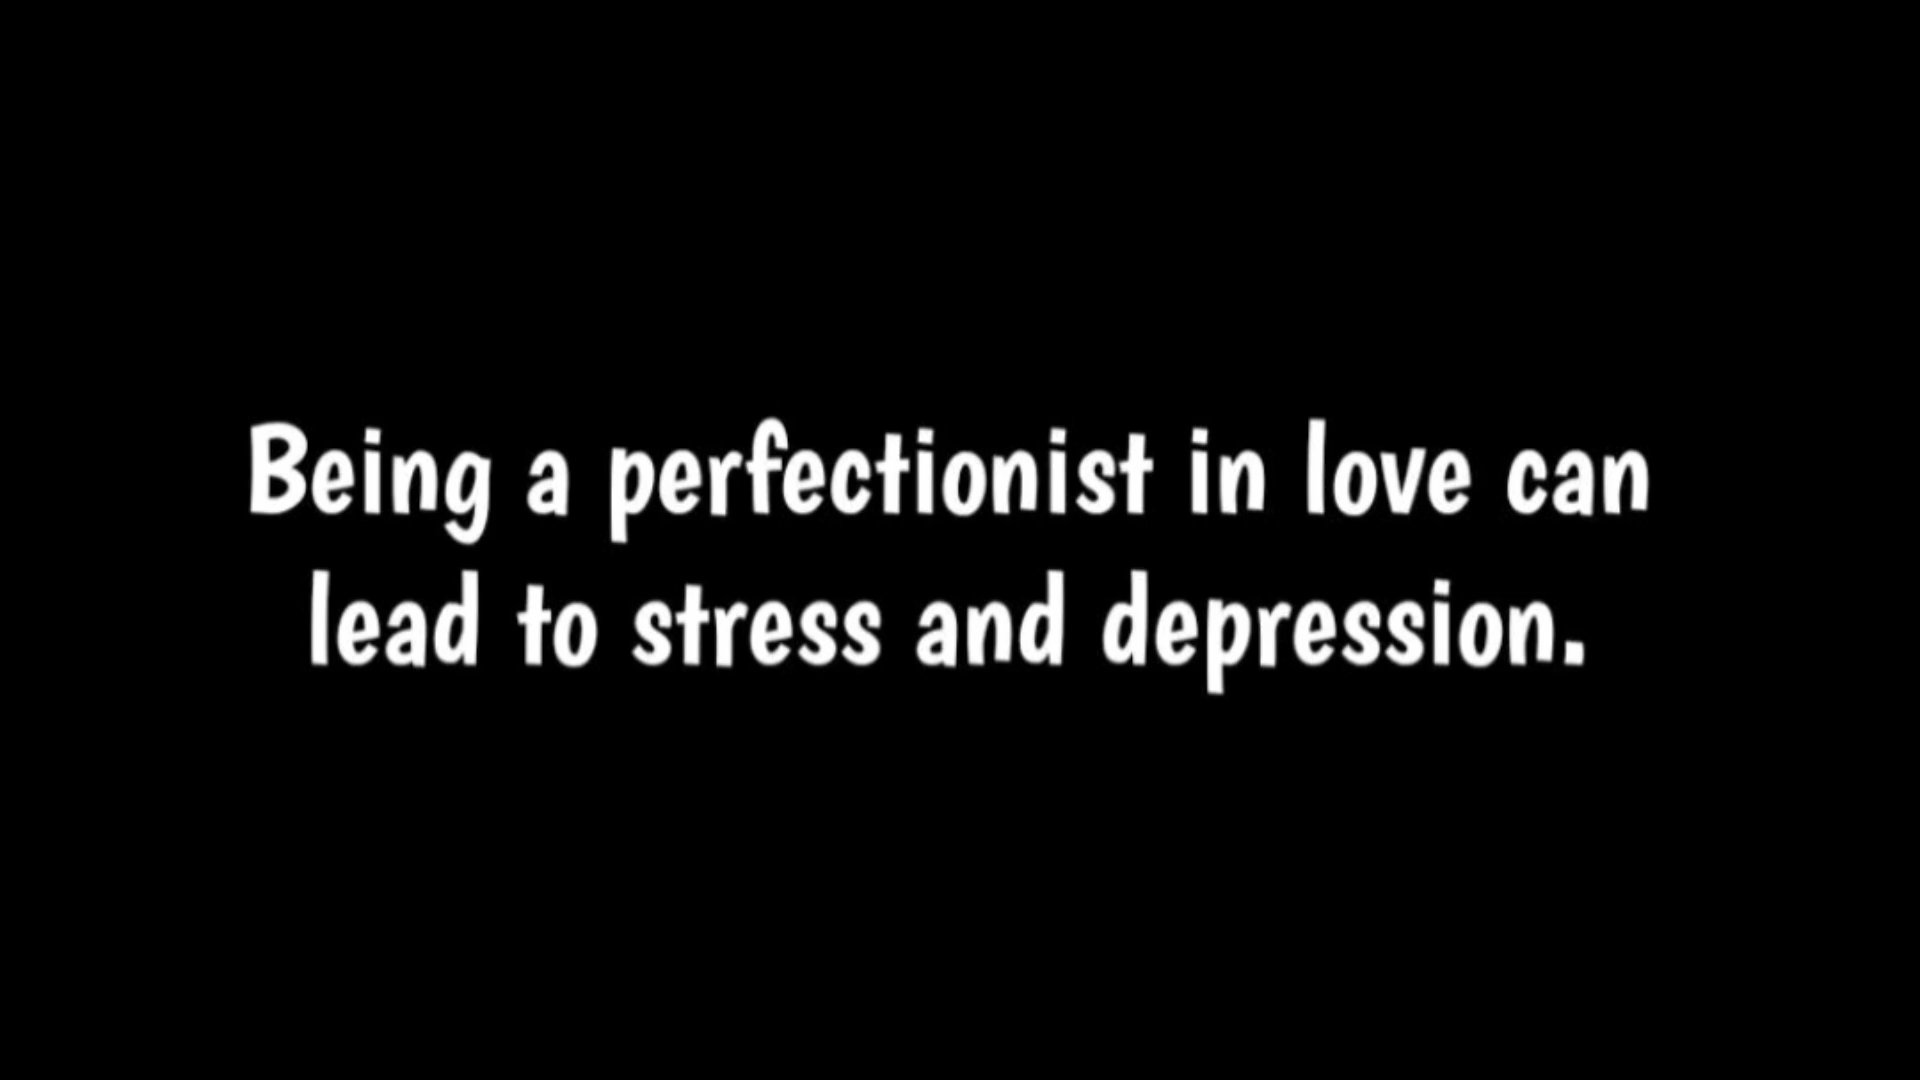 Being a perfectionist in love can
lead to stress and depression.